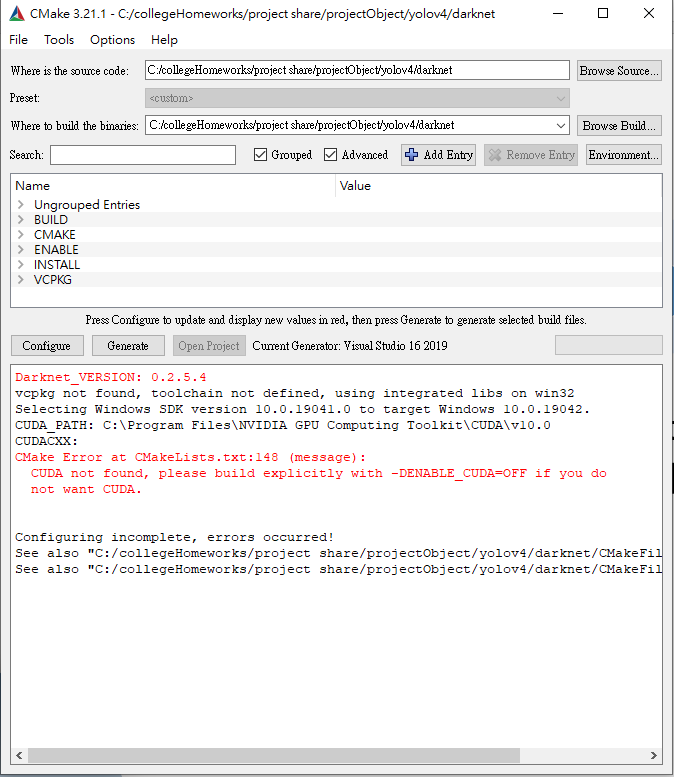 CMake 3.21.1 - C:/collegeHomeworks/project share/projectObject/yolov4/darknet
File Tools Options Help
Where is the source code: C:/collegeHomeworks/project share/projectObject/yolov4/darknet Browse Source...
Preset: <custom>
Where to build the binaries: C:/collegeHomeworks/project share/projectObject/yolov4/darknet Browse Build...
Search: Grouped Advanced Add Entry Remove Entry Environment...
Name Value
Ungrouped Entries
BUILD
CMAKE
ENABLE
INSTALL
VCPKG
Press Configure to update and display new values in red, then press Generate to generate selected build files.
Configure Generate Open Project Current Generator: Visual Studio 16 2019
Darknet_VERSION: 0.2.5.4
vcpkg not found, toolchain not defined, using integrated libs on win32
Selecting Windows SDK version 10.0.19041.0 to target Windows 10.0.19042.
CUDA_PATH: C:\Program Files\NVIDIA GPU Computing Toolkit\CUDA\v10.0
CUDACXX:
CMake Error at CMakeLists.txt:148 (message):
CUDA not found, please build explicitly with -DENABLE_CUDA=OFF if you do
not want CUDA.
Configuring incomplete, errors occurred!
See also "C:/collegeHomeworks/project share/projectObject/yolov4/darknet/CMakeFil
See also "C:/collegeHomeworks/project share/projectObject/yolov4/darknet/CMakeFil